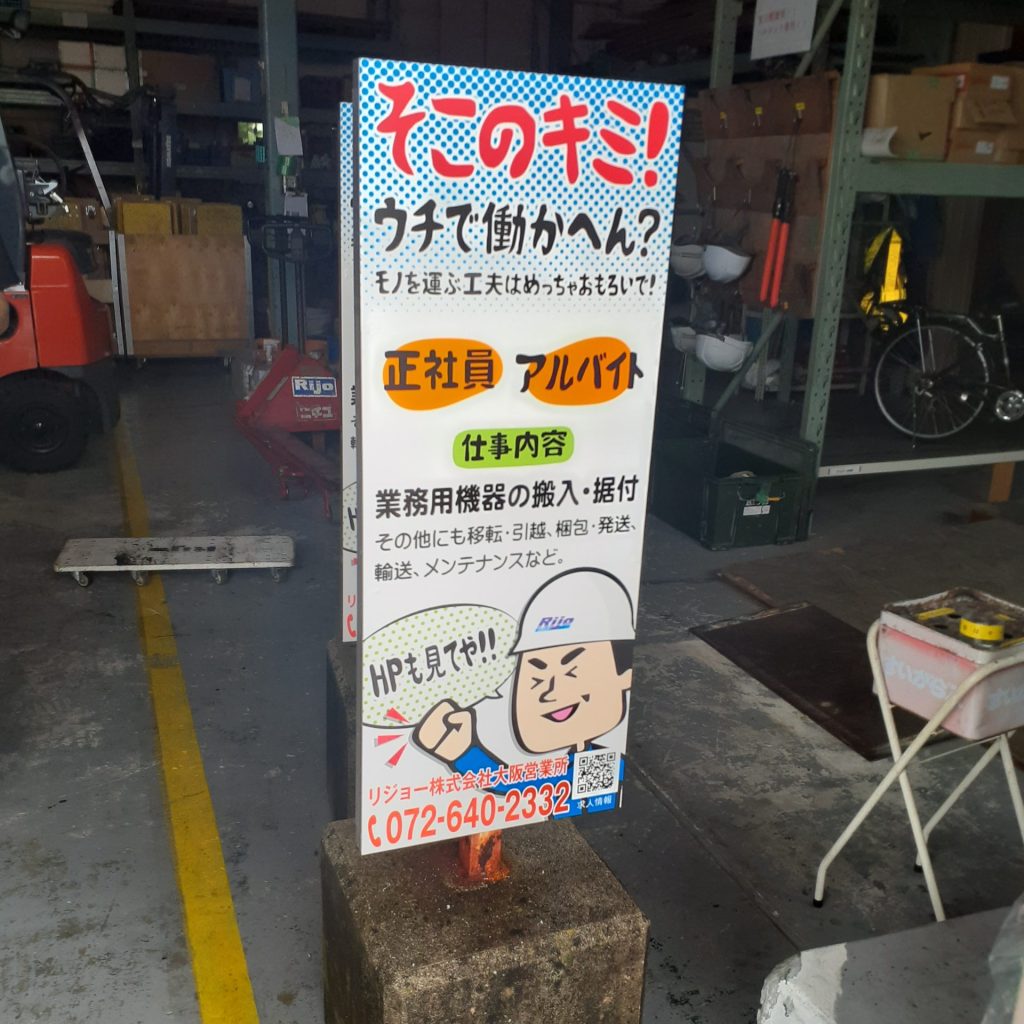 そこのキミ!
ウチで働かへん?
モノを運ぶ工夫はめっちゃおもろいで!
正社員 アルバイト
仕事内容
業務用機器の搬入・据付
その他にも移転・引越、梱包・発送、
輸送、メンテナンスなど。
Rijo
HPも見てや!!
リジョー株式会社大阪営業所
072-640-2332
求人情報
Rijo